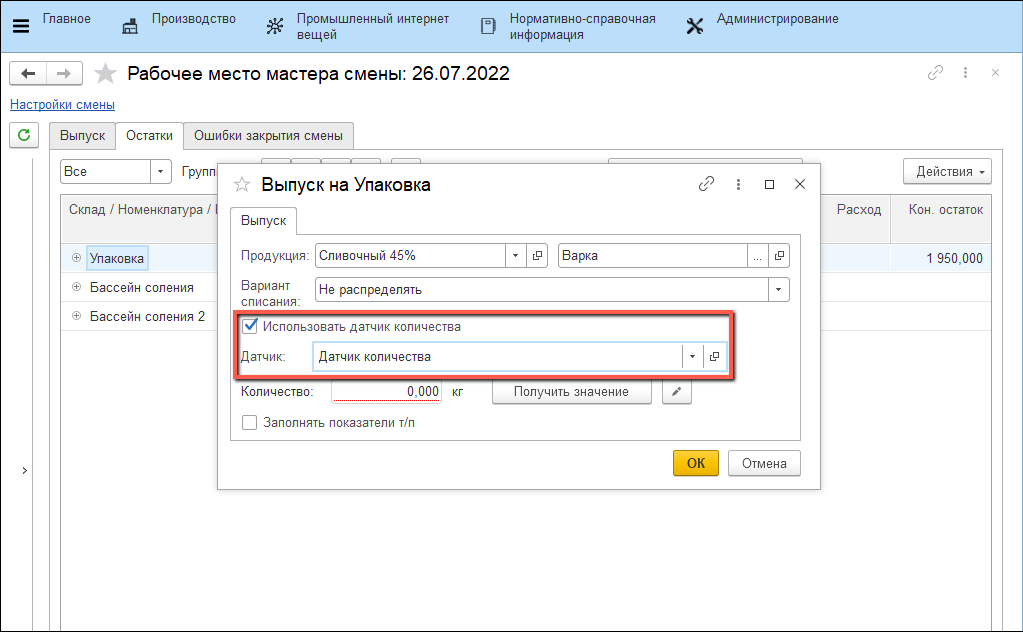 Главное
Производство
Промышленный интернет
вещей
Нормативно-справочная
информация
Администрирование
Рабочее место мастера смены: 26.07.2022
Настройки смены
Выпуск
Остатки
Ошибки закрытия смены
Все
Действия
Склад / Номенклатура /
Расход
Кон. остаток
Упаковка
1 950,000
Бассейн соления
Бассейн соления 2
Выпуск на Упаковка
Выпуск
Продукция: Сливочный 45% Варка ...
Вариант
списания:
Не распределять
Использовать датчик количества
Датчик: Датчик количества
Количество: 0,000 кг Получить значение
Заполнять показатели т/п
ОК Отмена